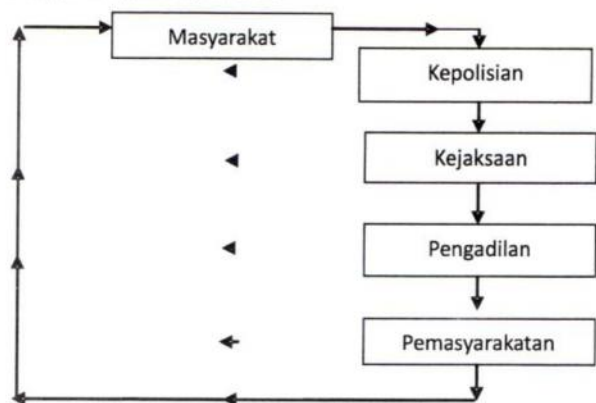 Masyarakat
Kepolisian
Kejaksaan
Pengadilan
Pemasyarakatan